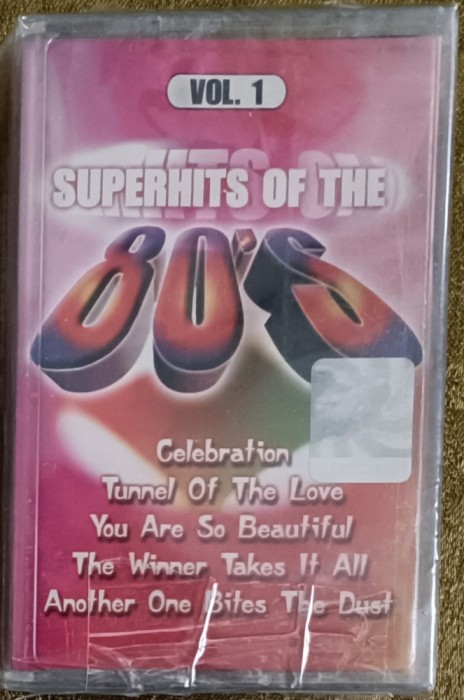 VOL. 1
SUPERHITS OF THE
80'S
Celebration
Tunnel Of The Love
You Are So Beautiful
The Winner Takes It All
Another One Bites The Dust